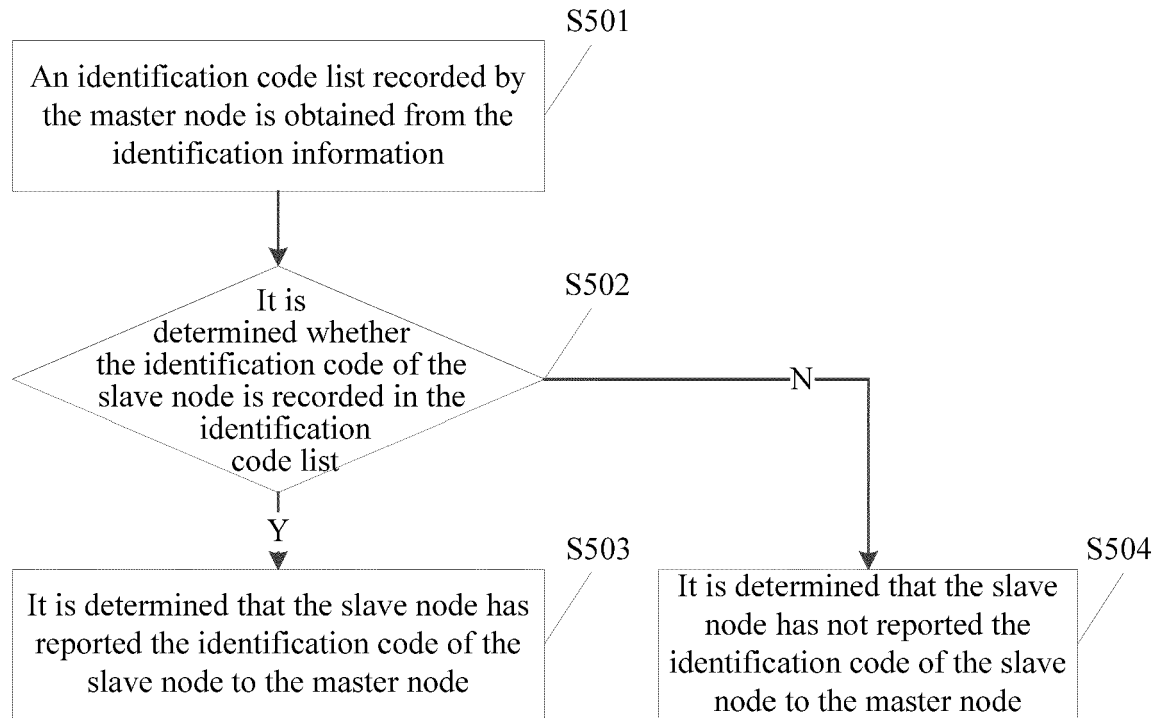 S501
An identification code list recorded by
the master node is obtained from the
identification information
S502
It is
determined whether
the identification code of the
slave node is recorded in the
identification
code list
N
Y
S503
It is determined that the slave node has
reported the identification code of the
slave node to the master node
S504
It is determined that the slave
node has not reported the
identification code of the slave
node to the master node